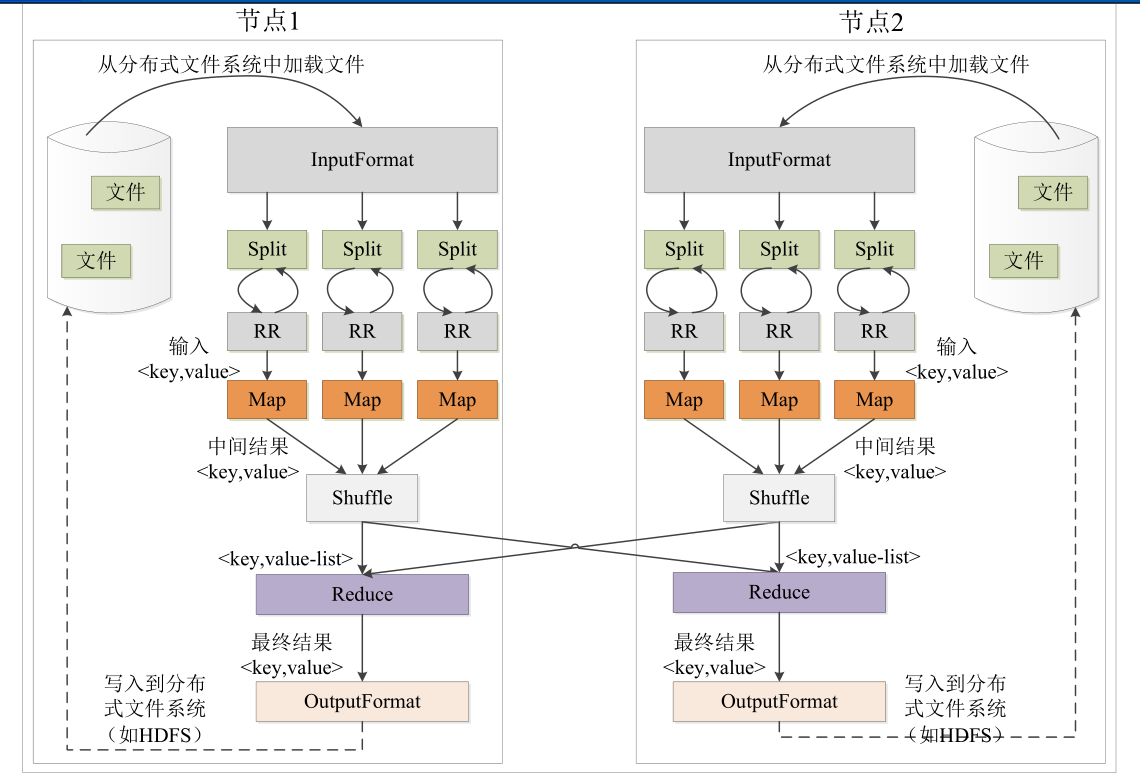 节点1
节点2
从分布式文件系统中加载文件
从分布式文件系统中加载文件
InputFormat
InputFormat
文件
文件
文件
文件
Split
Split
Split
Split
Split
Split
RR
RR
RR
RR
RR
RR
输入
<key,value>
输入
<key,value>
Map
Map
Map
Map
Map
Map
中间结果
<key,value>
中间结果
<key,value>
Shuffle
Shuffle
<key,value-list>
<key,value-list>
Reduce
Reduce
最终结果
<key,value>
最终结果
<key,value>
OutputFormat
OutputFormat
写入到分布
式文件系统
（如HDFS）
写入到分布
式文件系统
（如HDFS）